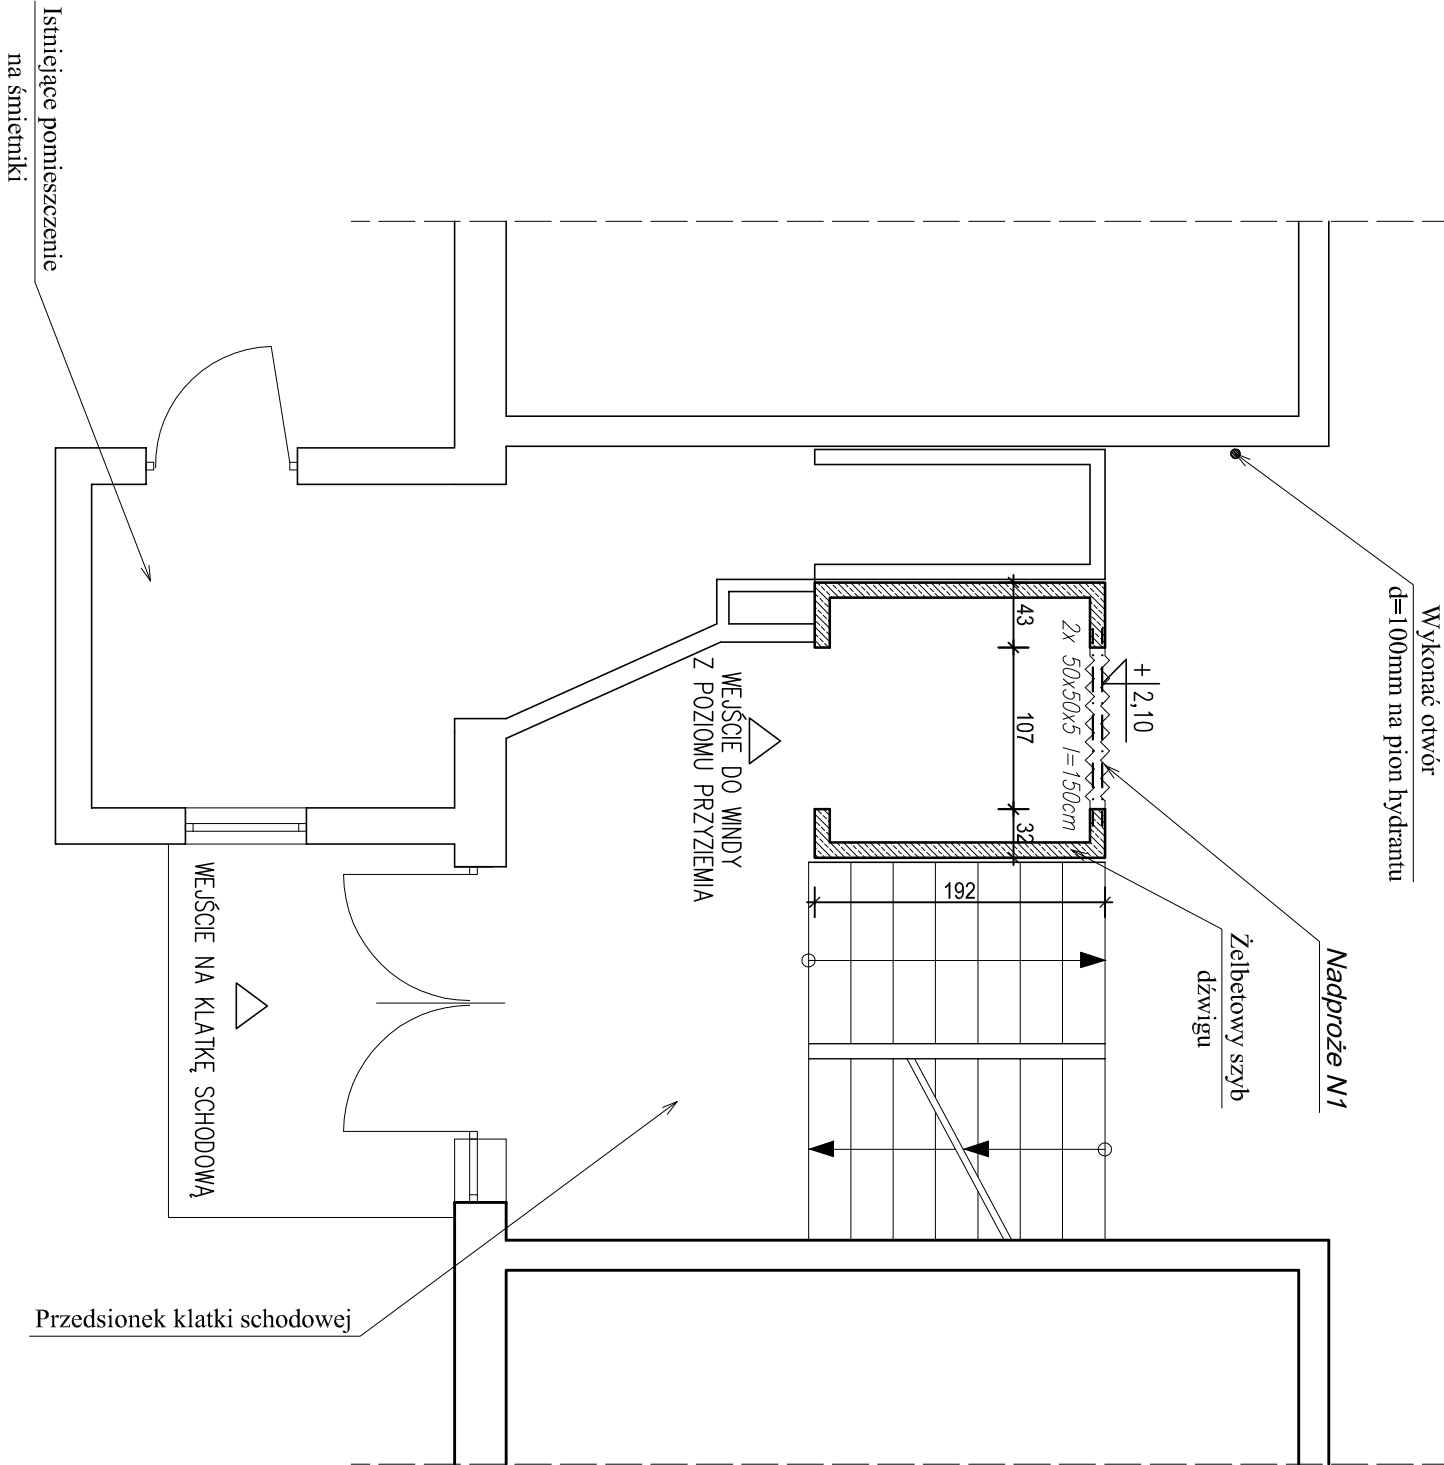 Istniejące pomieszczenie
na śmietniki
Wykonać otwór
d=100mm na pion hydrantu
+ 2,10
2x 50x50x5 l=150cm
43
107
32
192
Nadproże N1
Żelbetowy szyb
dźwigu
WEJŚCIE DO WINDY
Z POZIOMU PRZYZIEMIA
WEJŚCIE NA KLATKĘ SCHODOWĄ
Przedsionek klatki schodowej